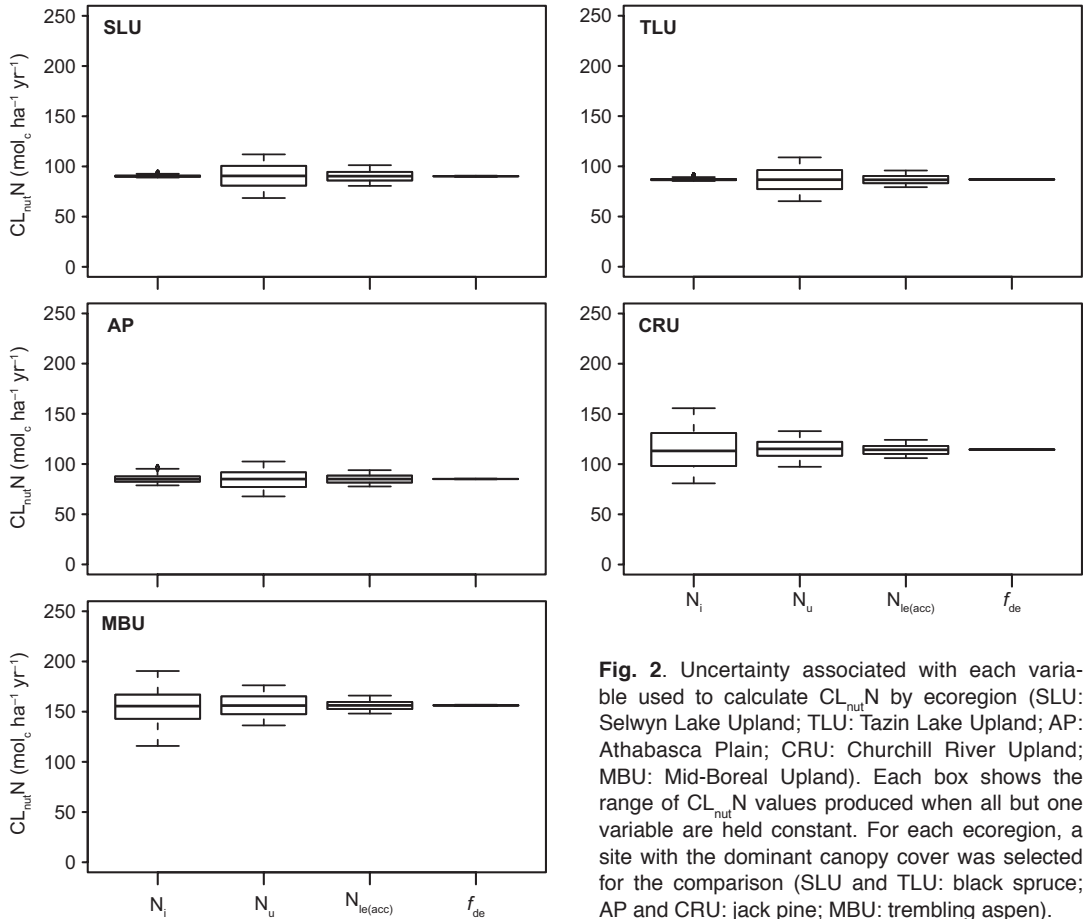 250
200
150
100
50
0
SLU
CL_nutN (mol_c ha⁻¹ yr⁻¹)
250
200
150
100
50
0
TLU
250
200
150
100
50
0
AP
CL_nutN (mol_c ha⁻¹ yr⁻¹)
250
200
150
100
50
0
CRU
N_i N_u N_le(acc) f_de
250
200
150
100
50
0
MBU
CL_nutN (mol_c ha⁻¹ yr⁻¹)
N_i N_u N_le(acc) f_de
Fig. 2. Uncertainty associated with each varia-
ble used to calculate CL_nutN by ecoregion (SLU:
Selwyn Lake Upland; TLU: Tazin Lake Upland; AP:
Athabasca Plain; CRU: Churchill River Upland;
MBU: Mid-Boreal Upland). Each box shows the
range of CL_nutN values produced when all but one
variable are held constant. For each ecoregion, a
site with the dominant canopy cover was selected
for the comparison (SLU and TLU: black spruce;
AP and CRU: jack pine; MBU: trembling aspen).